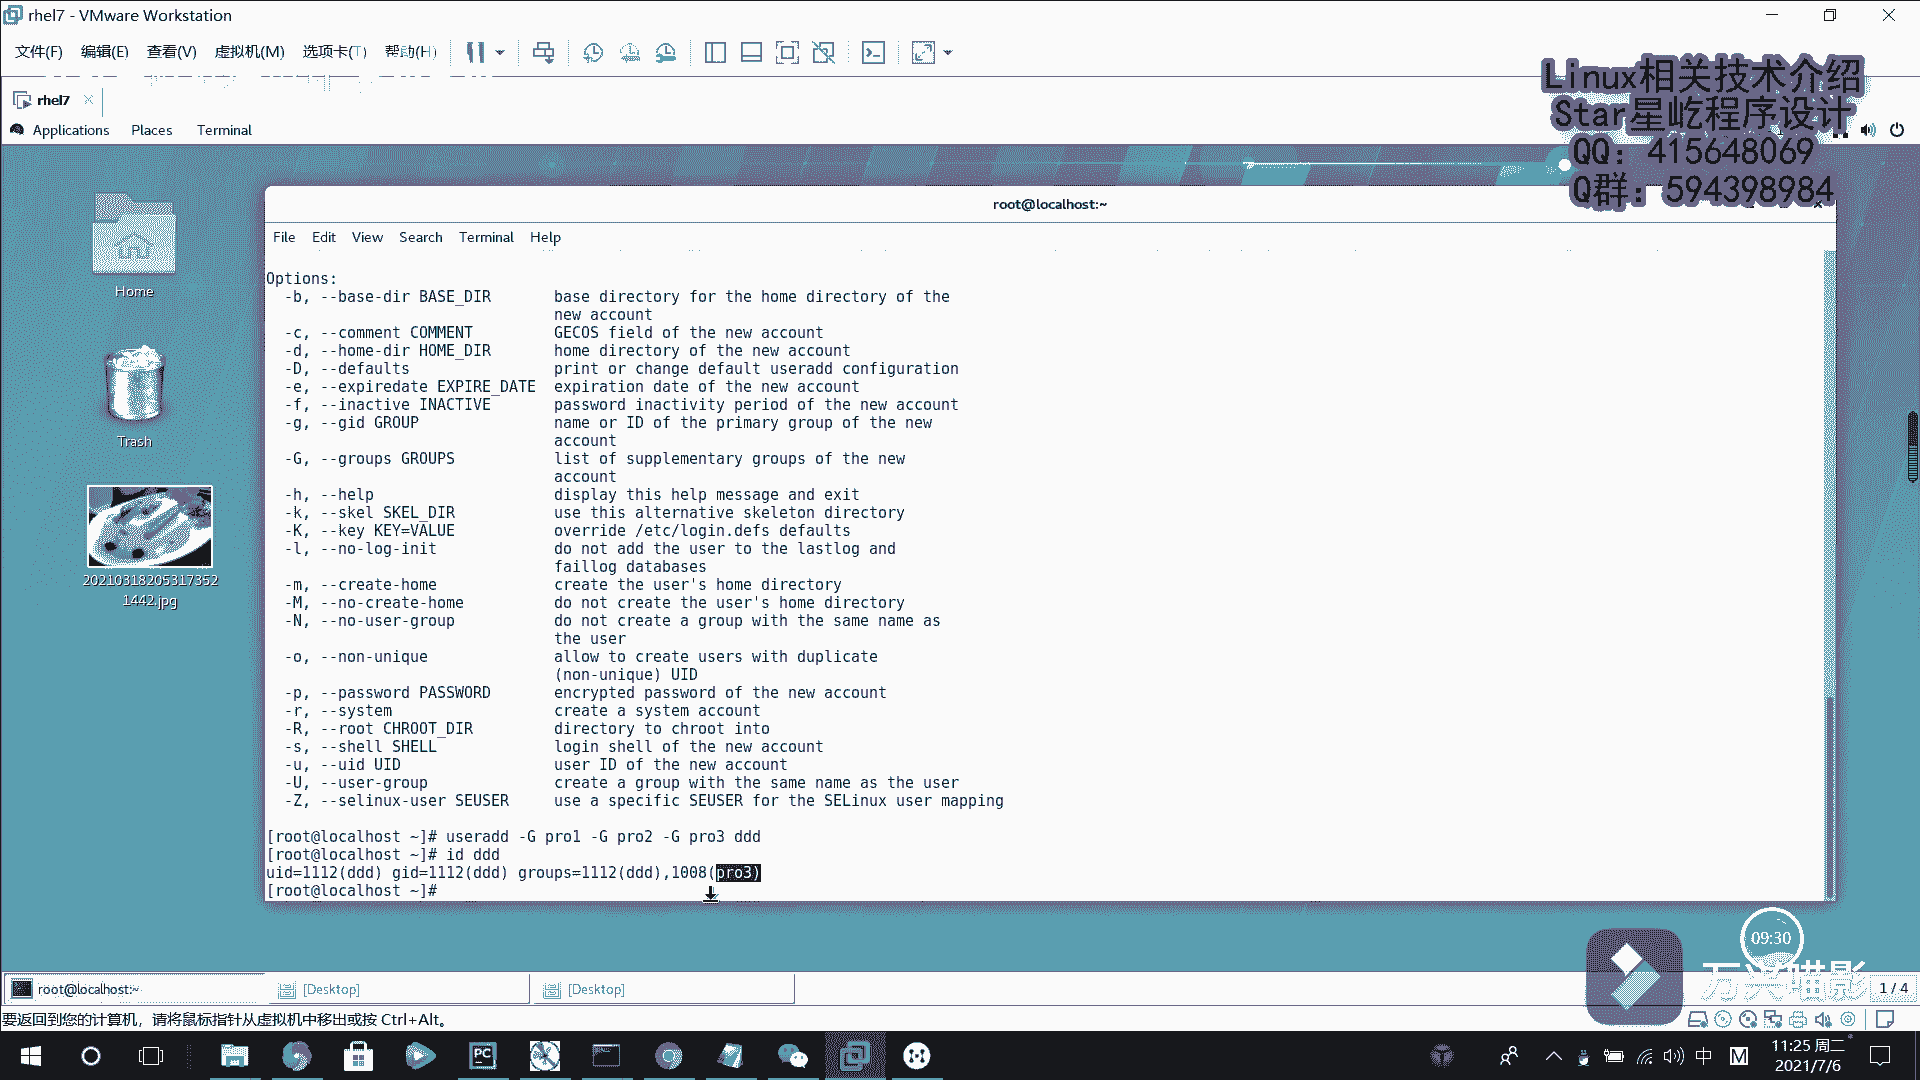 rhel7 - VMware Workstation
文件(F) 编辑(E) 查看(V) 虚拟机(M) 选项卡(T) 帮助(H)
Linux相关技术介绍
Star星屹程序设计
QQ：415648069
Q群：594398984
rhel7
Applications Places Terminal
root@localhost:~
File Edit View Search Terminal Help
Home
Trash
20210318205317352
1442.jpg
Options:
-b, --base-dir BASE_DIR base directory for the home directory of the
new account
-c, --comment COMMENT GECOS field of the new account
-d, --home-dir HOME_DIR home directory of the new account
-D, --defaults print or change default useradd configuration
-e, --expiredate EXPIRE_DATE expiration date of the new account
-f, --inactive INACTIVE password inactivity period of the new account
-g, --gid GROUP name or ID of the primary group of the new
account
-G, --groups GROUPS list of supplementary groups of the new
account
-h, --help display this help message and exit
-k, --skel SKEL_DIR use this alternative skeleton directory
-K, --key KEY=VALUE override /etc/login.defs defaults
-l, --no-log-init do not add the user to the lastlog and
faillog databases
-m, --create-home create the user's home directory
-M, --no-create-home do not create the user's home directory
-N, --no-user-group do not create a group with the same name as
the user
-o, --non-unique allow to create users with duplicate
(non-unique) UID
-p, --password PASSWORD encrypted password of the new account
-r, --system create a system account
-R, --root CHROOT_DIR directory to chroot into
-s, --shell SHELL login shell of the new account
-u, --uid UID user ID of the new account
-U, --user-group create a group with the same name as the user
-Z, --selinux-user SEUSER use a specific SEUSER for the SELinux user mapping
[root@localhost ~]# useradd -G pro1 -G pro2 -G pro3 ddd
[root@localhost ~]# id ddd
uid=1112(ddd) gid=1112(ddd) groups=1112(ddd),1008(pro3)
[root@localhost ~]#
09:30
万兴喵影
root@localhost:~ [Desktop] [Desktop] 1 / 4
要返回到您的计算机，请将鼠标指针从虚拟机中移出或按 Ctrl+Alt。
PC
中 M
11:25 周二
2021/7/6